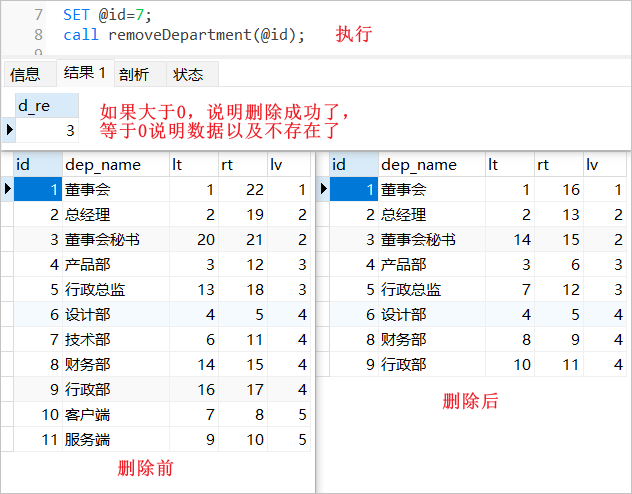 7 SET @id=7;
8 call removeDepartment(@id); 执行
9
信息 结果 1 剖析 状态
d_re
3
如果大于0，说明删除成功了，
等于0说明数据以及不存在了
id dep_name lt rt lv
1 董事会 1 22 1
2 总经理 2 19 2
3 董事会秘书 20 21 2
4 产品部 3 12 3
5 行政总监 13 18 3
6 设计部 4 5 4
7 技术部 6 11 4
8 财务部 14 15 4
9 行政部 16 17 4
10 客户端 7 8 5
11 服务端 9 10 5
删除前
id dep_name lt rt lv
1 董事会 1 16 1
2 总经理 2 13 2
3 董事会秘书 14 15 2
4 产品部 3 6 3
5 行政总监 7 12 3
6 设计部 4 5 4
8 财务部 8 9 4
9 行政部 10 11 4
删除后